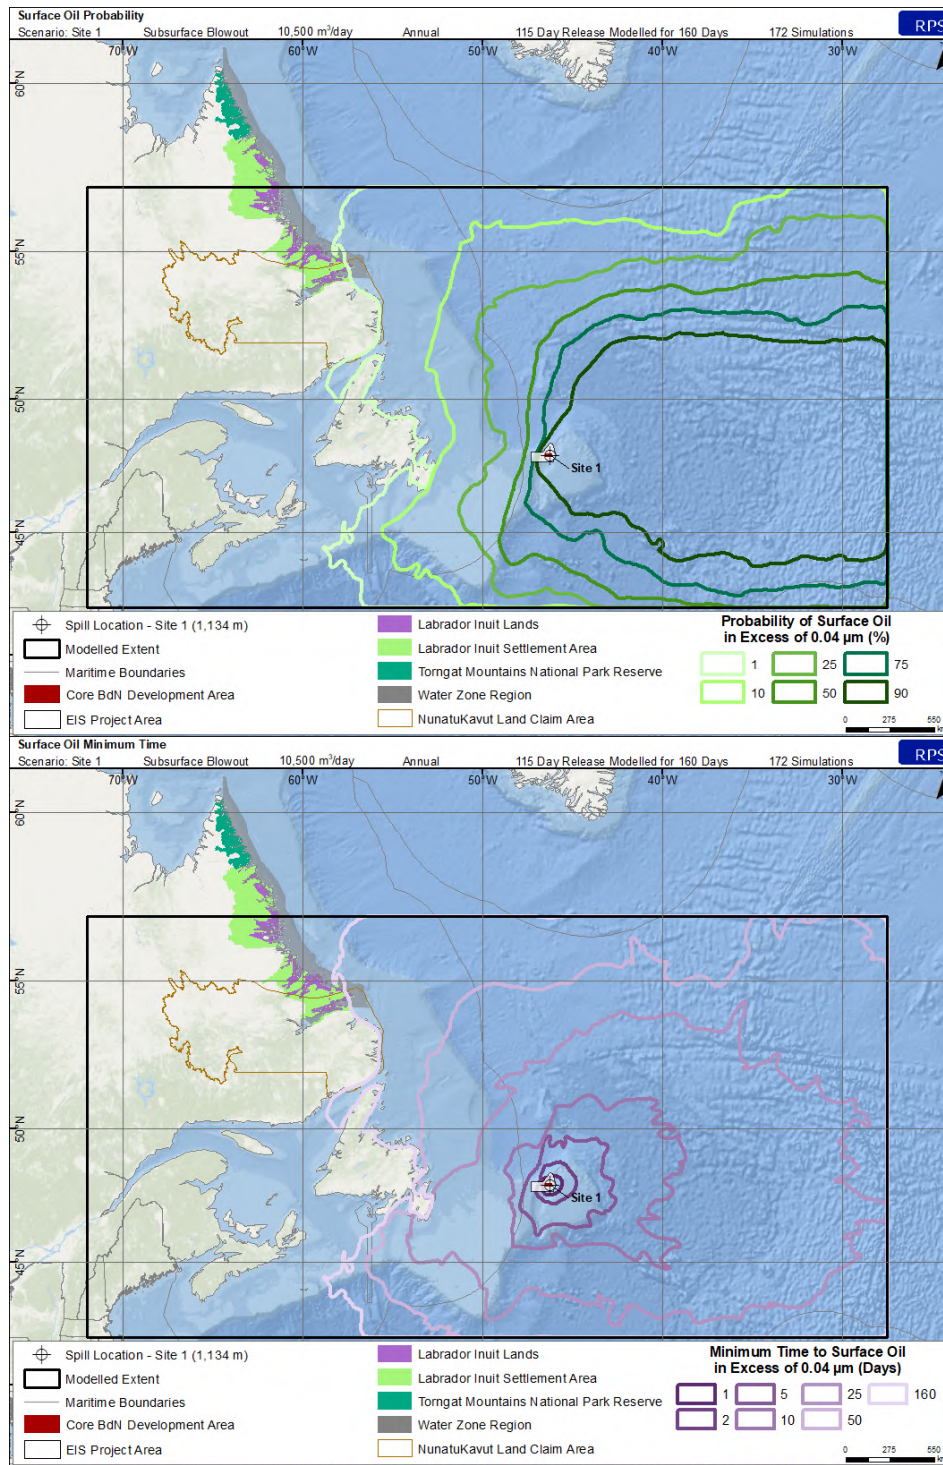 Surface Oil Probability
Scenario: Site 1 Subsurface Blowout 10,500 m³/day Annual 115 Day Release Modelled for 160 Days 172 Simulations
RPS
70°W 60°W 50°W 40°W 30°W
60°N
55°N
50°N
45°N
Site 1
Spill Location - Site 1 (1,134 m)
Modelled Extent
Maritime Boundaries
Core BdN Development Area
EIS Project Area
Labrador Inuit Lands
Labrador Inuit Settlement Area
Torngat Mountains National Park Reserve
Water Zone Region
NunatuKavut Land Claim Area
Probability of Surface Oil
in Excess of 0.04 µm (%)
1 25 75
10 50 90
0 275 550
Surface Oil Minimum Time
Scenario: Site 1 Subsurface Blowout 10,500 m³/day Annual 115 Day Release Modelled for 160 Days 172 Simulations
RPS
70°W 60°W 50°W 40°W 30°W
60°N
55°N
50°N
45°N
Site 1
Spill Location - Site 1 (1,134 m)
Modelled Extent
Maritime Boundaries
Core BdN Development Area
EIS Project Area
Labrador Inuit Lands
Labrador Inuit Settlement Area
Torngat Mountains National Park Reserve
Water Zone Region
NunatuKavut Land Claim Area
Minimum Time to Surface Oil
in Excess of 0.04 µm (Days)
1 5 25 160
2 10 50
0 275 550